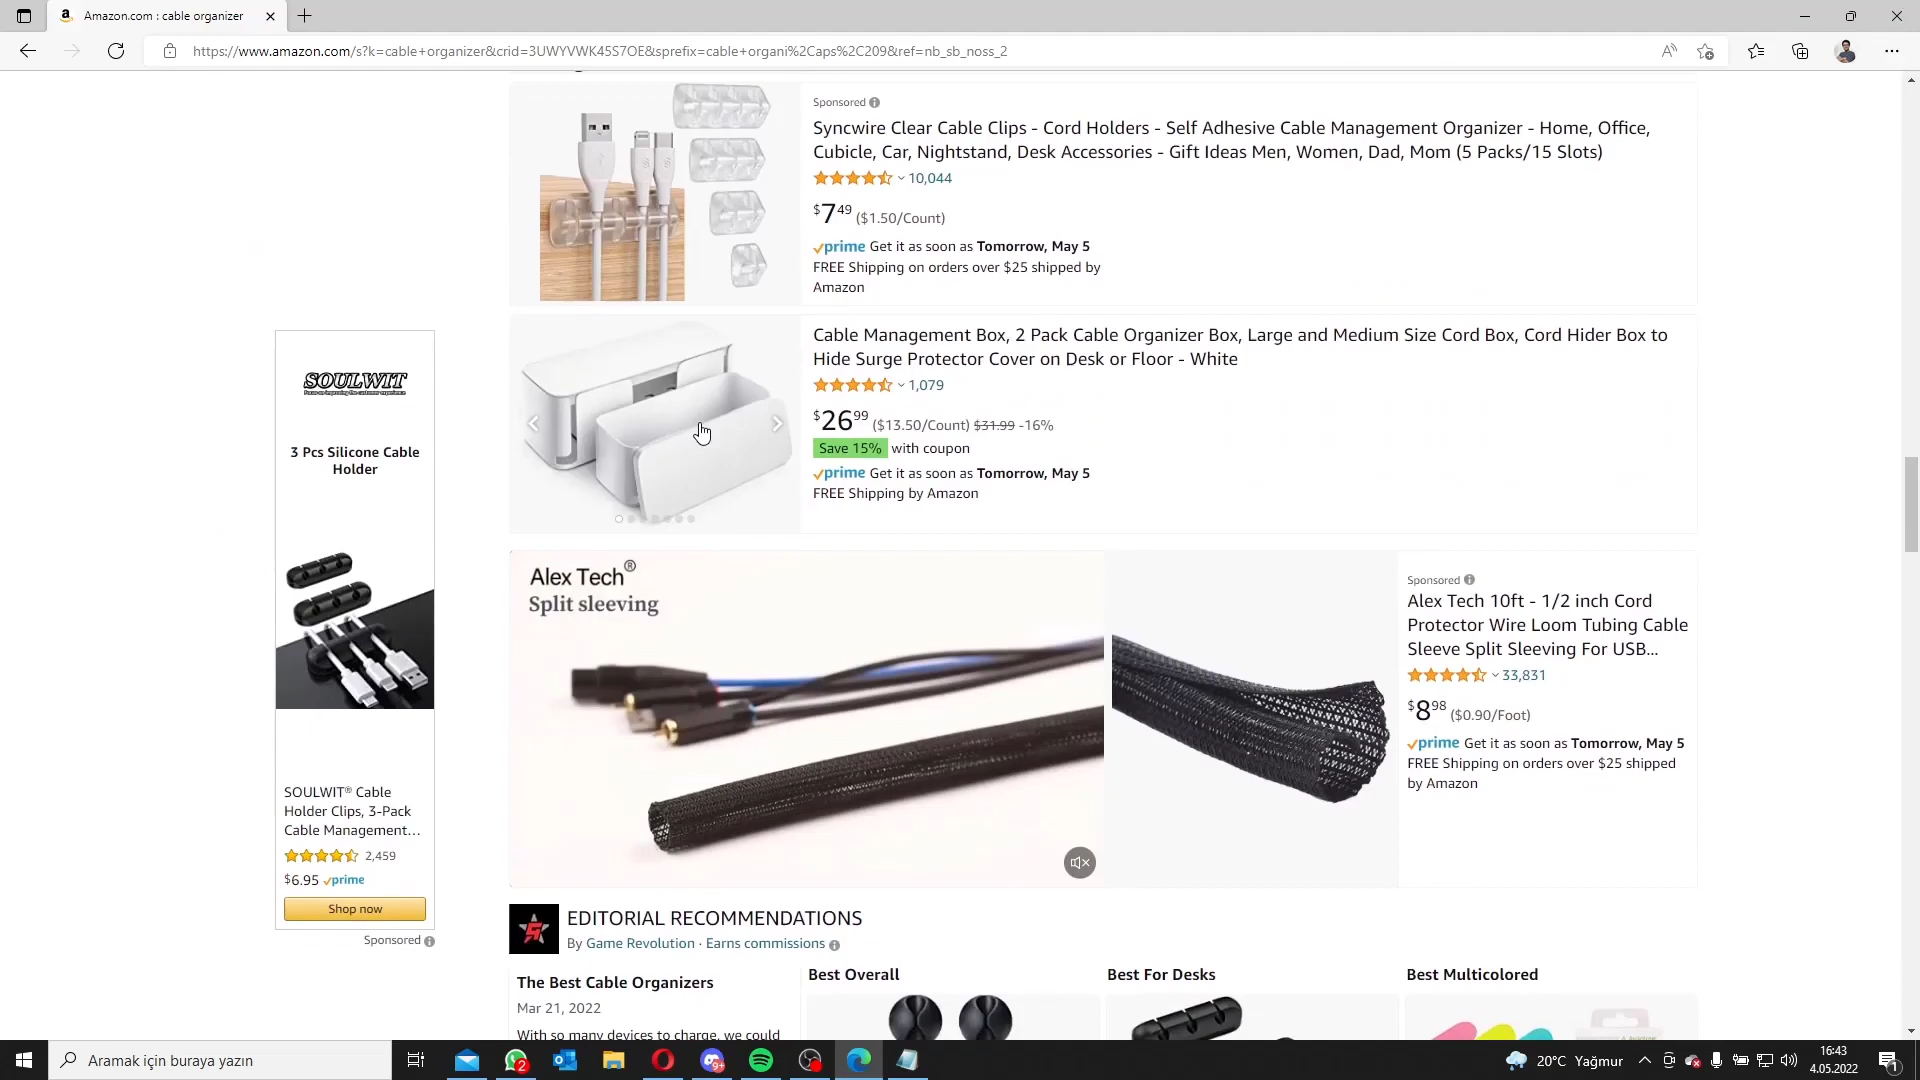 Amazon.com : cable organizer
https://www.amazon.com/s?k=cable+organizer&crid=3UWYVWK45S7OE&sprefix=cable+organi%2Caps%2C209&ref=nb_sb_noss_2
Sponsored
Syncwire Clear Cable Clips - Cord Holders - Self Adhesive Cable Management Organizer - Home, Office,
Cubicle, Car, Nightstand, Desk Accessories - Gift Ideas Men, Women, Dad, Mom (5 Packs/15 Slots)
10,044
$7 49 ($1.50/Count)
prime Get it as soon as Tomorrow, May 5
FREE Shipping on orders over $25 shipped by
Amazon
Cable Management Box, 2 Pack Cable Organizer Box, Large and Medium Size Cord Box, Cord Hider Box to
Hide Surge Protector Cover on Desk or Floor - White
1,079
$26 99 ($13.50/Count) $31.99 -16%
Save 15% with coupon
prime Get it as soon as Tomorrow, May 5
FREE Shipping by Amazon
SOULWIT
3 Pcs Silicone Cable
Holder
SOULWIT® Cable
Holder Clips, 3-Pack
Cable Management...
2,459
$6.95 prime
Shop now
Sponsored
Alex Tech®
Split sleeving
Sponsored
Alex Tech 10ft - 1/2 inch Cord
Protector Wire Loom Tubing Cable
Sleeve Split Sleeving For USB...
33,831
$8 98 ($0.90/Foot)
prime Get it as soon as Tomorrow, May 5
FREE Shipping on orders over $25 shipped
by Amazon
EDITORIAL RECOMMENDATIONS
By Game Revolution · Earns commissions
The Best Cable Organizers
Mar 21, 2022
With so many devices to charge, we could
Best Overall
Best For Desks
Best Multicolored
Aramak için buraya yazın
2
9+
20°C Yağmur
16:43
4.05.2022
1